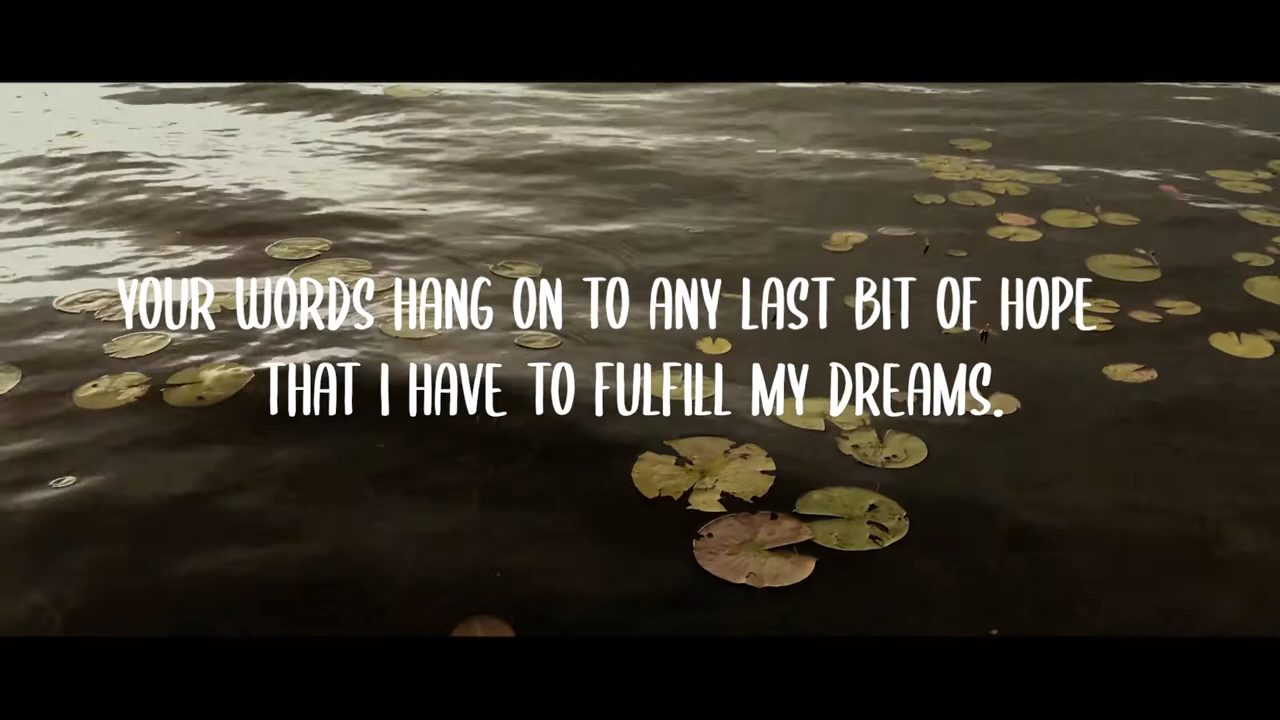 YOUR WORDS HANG ON TO ANY LAST BIT OF HOPE
THAT I HAVE TO FULFILL MY DREAMS.